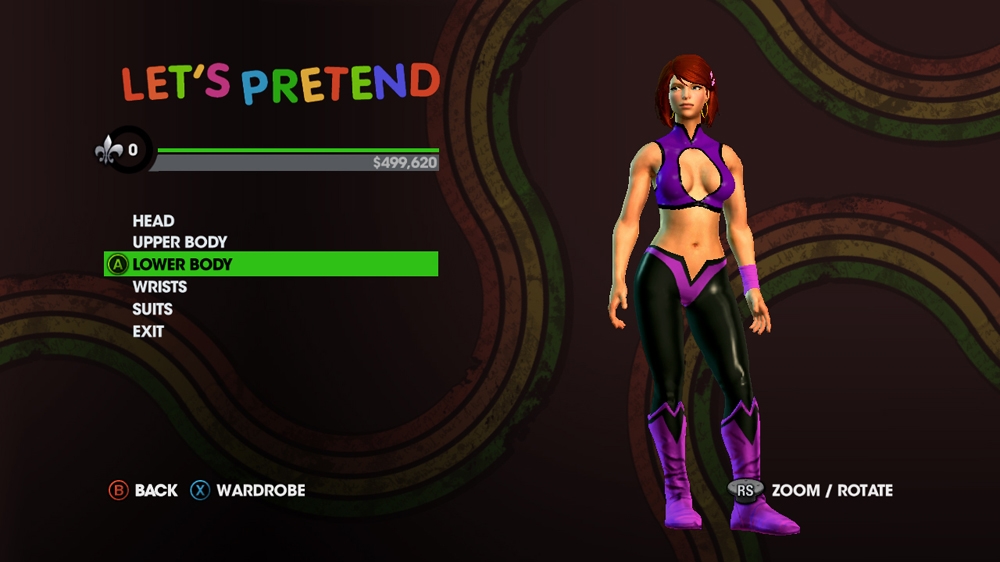 LET'S PRETEND
0
$499,620
HEAD
UPPER BODY
A LOWER BODY
WRISTS
SUITS
EXIT
B BACK X WARDROBE
RS ZOOM / ROTATE